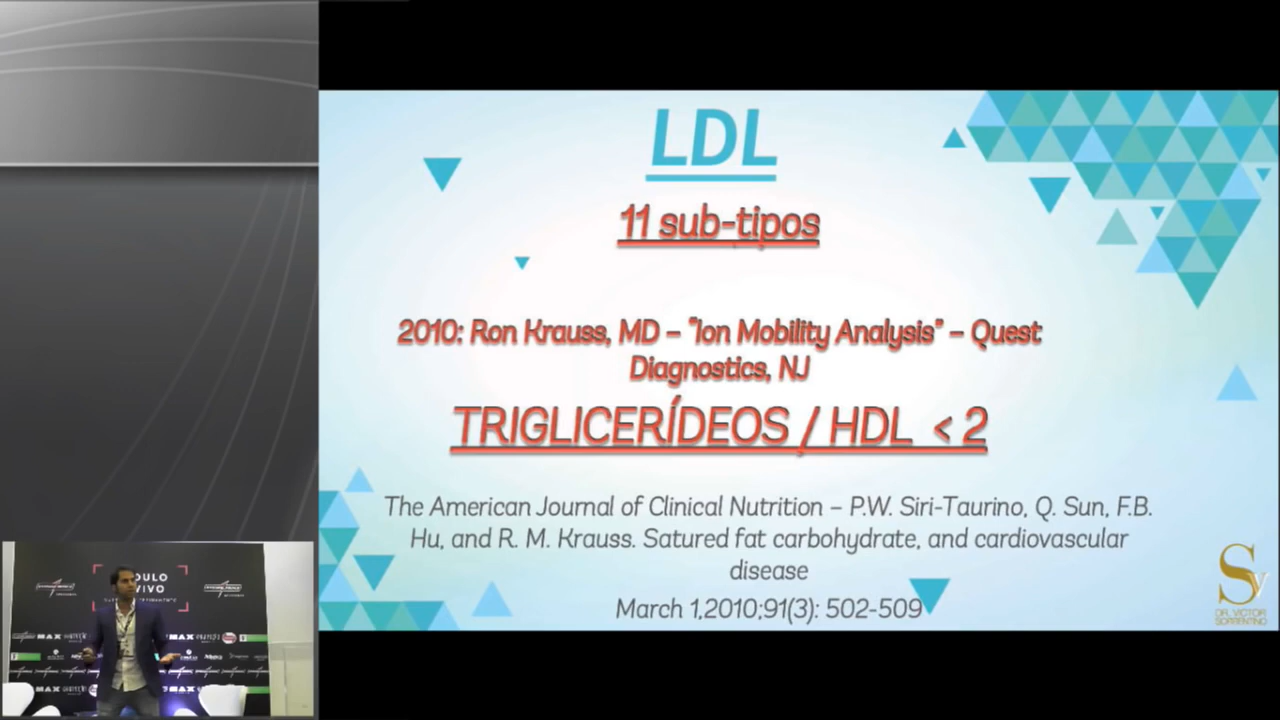 LDL
11 sub-tipos
2010: Ron Krauss, MD – "Ion Mobility Analysis" – Quest
Diagnostics, NJ
TRIGLICERÍDEOS / HDL < 2
The American Journal of Clinical Nutrition – P.W. Siri-Taurino, Q. Sun, F.B.
Hu, and R. M. Krauss. Satured fat carbohydrate, and cardiovascular
disease
March 1,2010;91(3): 502-509
Sy
DR. VICTOR
SORRENTINO